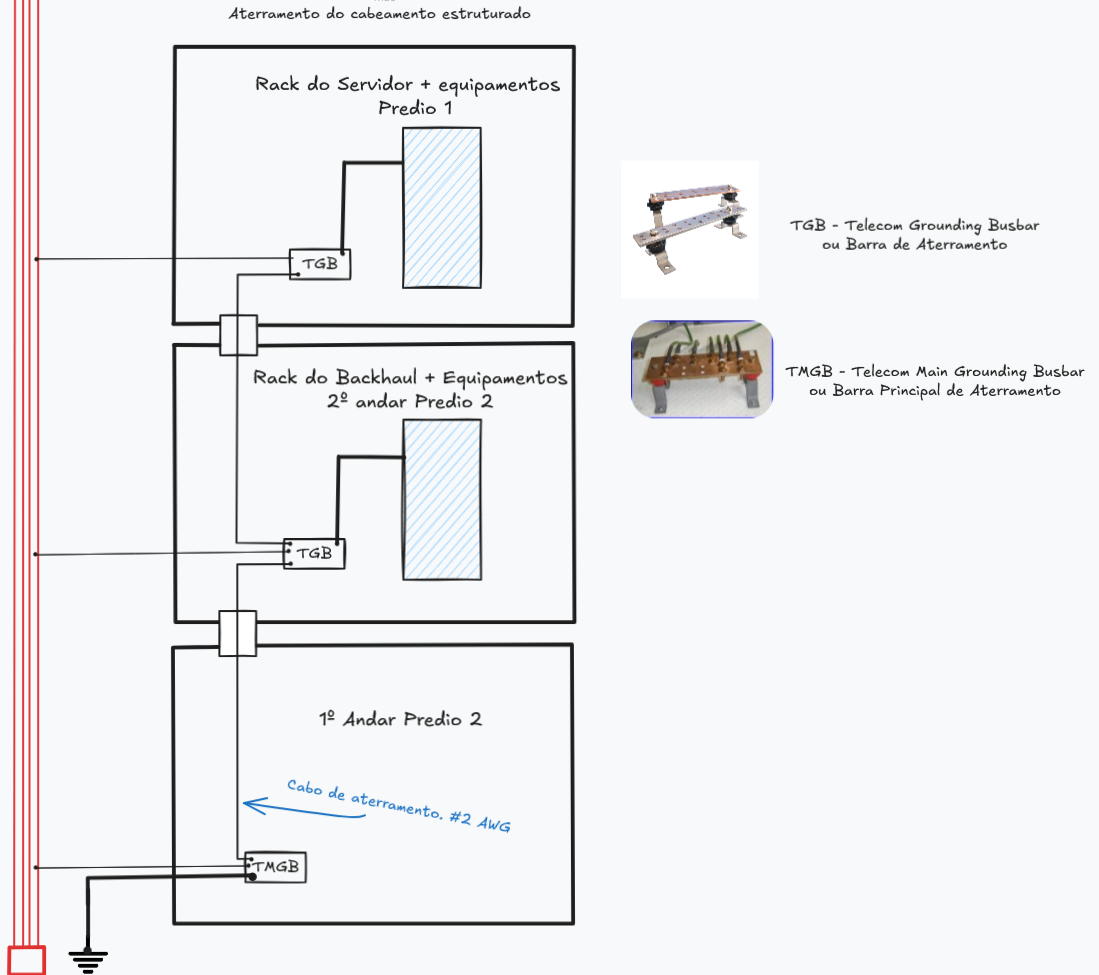 Aterramento do cabeamento estruturado
Rack do Servidor + equipamentos
Predio 1
TGB
TGB - Telecom Grounding Busbar
ou Barra de Aterramento
Rack do Backhaul + Equipamentos
2º andar Predio 2
TGB
TMGB - Telecom Main Grounding Busbar
ou Barra Principal de Aterramento
1º Andar Predio 2
Cabo de aterramento. #2 AWG
TMGB